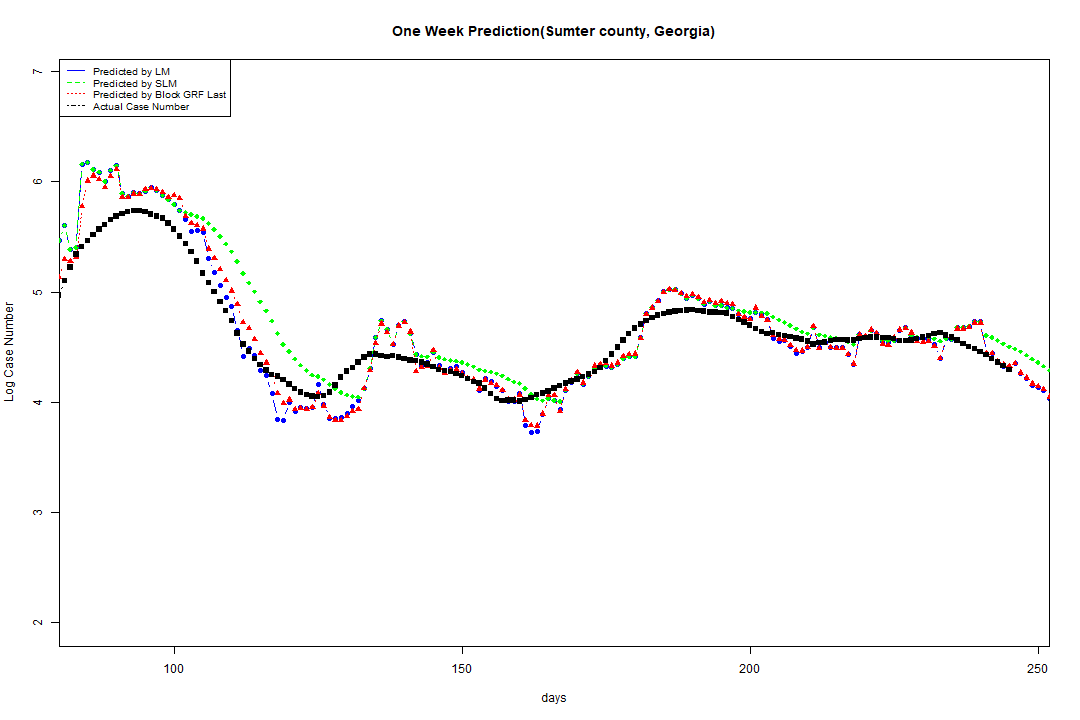 One Week Prediction(Sumter county, Georgia)
Predicted by LM
Predicted by SLM
Predicted by Block GRF Last
Actual Case Number
7
6
5
4
3
2
Log Case Number
100 150 200 250
days